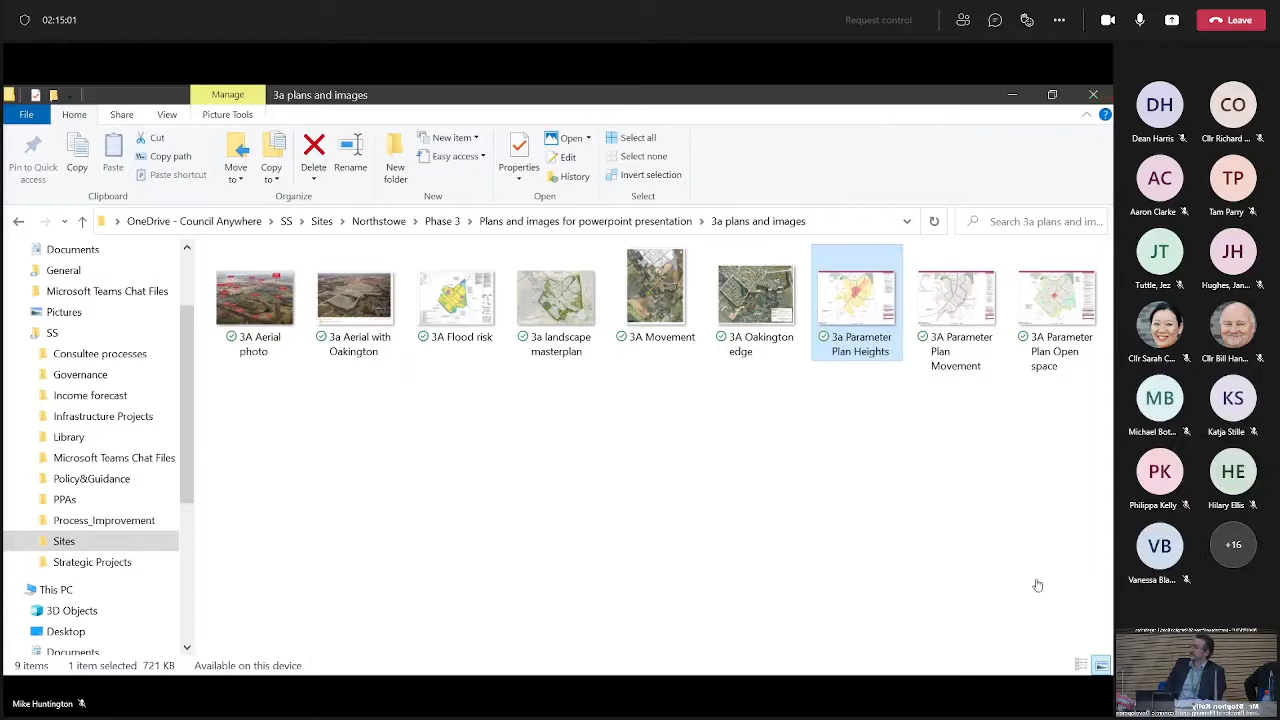 02:15:01
Request control
Leave
Manage
3a plans and images
File
Home
Share
View
Picture Tools
Pin to Quick access
Copy
Paste
Cut
Copy path
Paste shortcut
Clipboard
Move to
Copy to
Delete
Rename
Organize
New folder
New item
Easy access
New
Properties
Open
Edit
History
Open
Select all
Select none
Invert selection
Select
OneDrive - Council Anywhere
SS
Sites
Northstowe
Phase 3
Plans and images for powerpoint presentation
3a plans and images
Search 3a plans and im...
Documents
General
Microsoft Teams Chat Files
Pictures
SS
Consultee processes
Governance
Income forecast
Infrastructure Projects
Library
Microsoft Teams Chat Files
Policy&Guidance
PPAs
Process_Improvement
Sites
Strategic Projects
This PC
3D Objects
Desktop
Documents
3A Aerial photo
3a Aerial with Oakington
3A Flood risk
3a landscape masterplan
3A Movement
3A Oakington edge
3a Parameter Plan Heights
3A Parameter Plan Movement
3A Parameter Plan Open space
9 items
1 item selected 721 KB
Available on this device
Mike Huntington
DH
Dean Harris
CO
Cllr Richard ...
AC
Aaron Clarke
TP
Tam Parry
JT
Tuttle, Jez
JH
Hughes, Jan...
Cllr Sarah C...
Cllr Bill Han...
MB
Michael Bot...
KS
Katja Stille
PK
Philippa Kelly
HE
Hilary Ellis
VB
Vanessa Bla...
+16
Mr Stephen Kelly